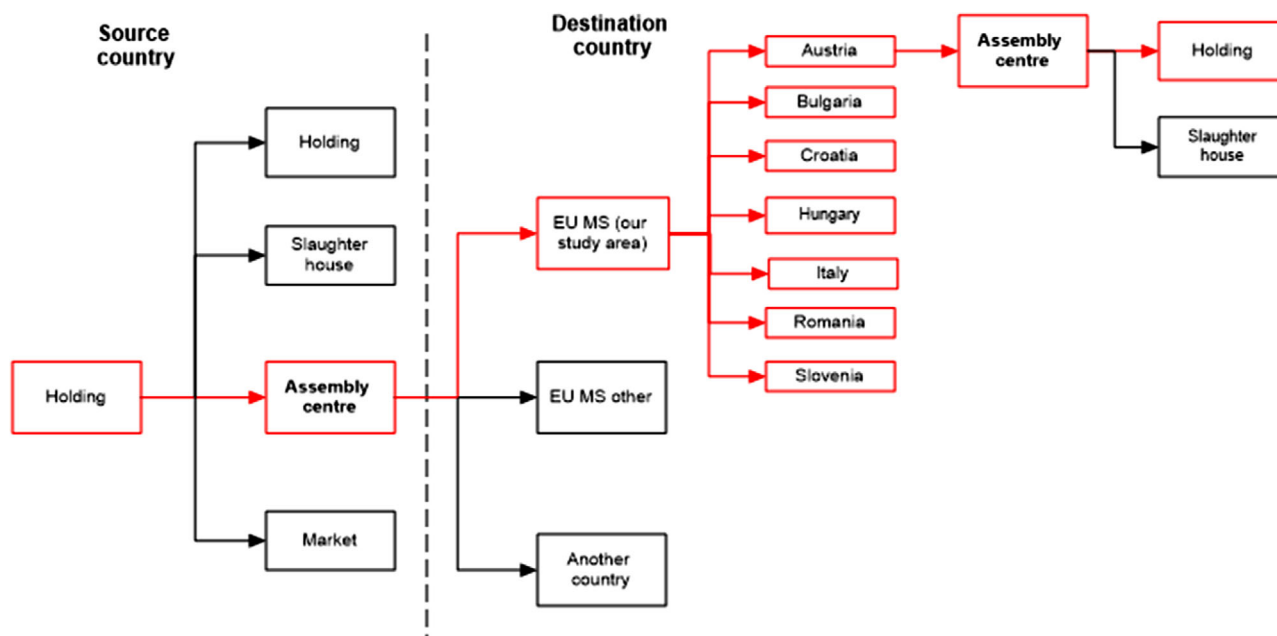 Source
country
Holding
Holding
Slaughter
house
Assembly
centre
Market
Destination
country
EU MS (our
study area)
EU MS other
Another
country
Austria
Bulgaria
Croatia
Hungary
Italy
Romania
Slovenia
Assembly
centre
Holding
Slaughter
house